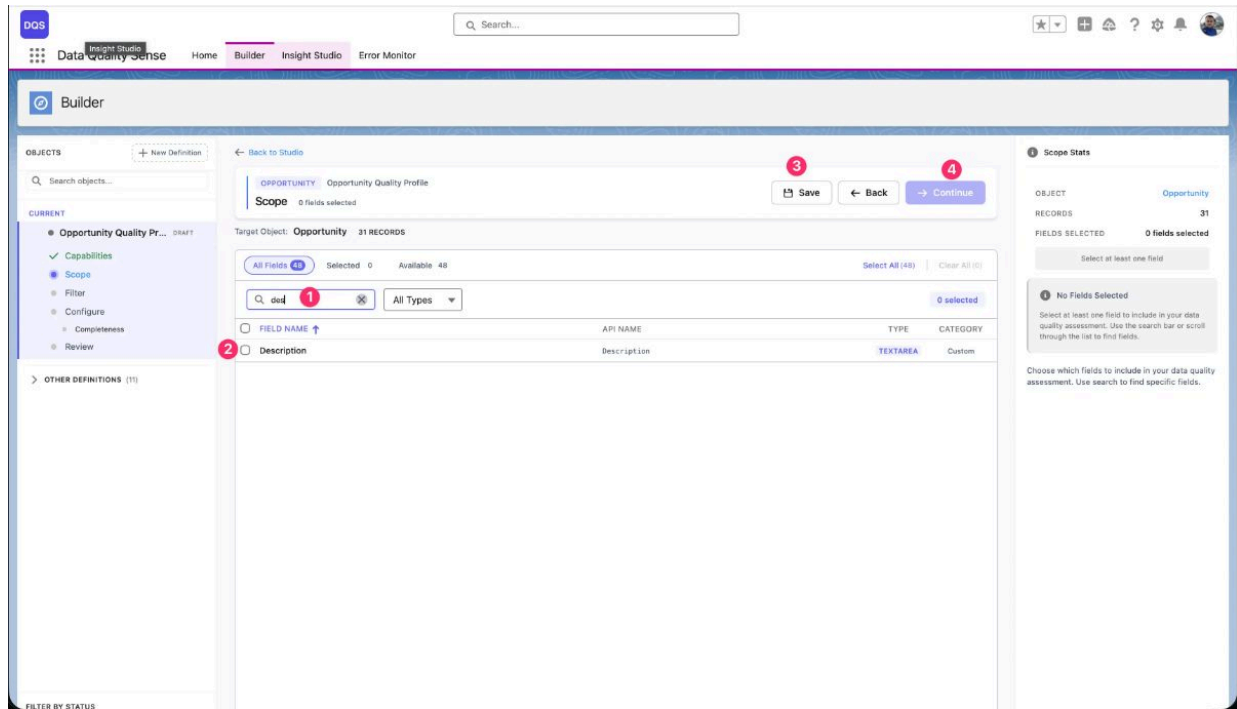 DQS
Search...
Insight Studio
Data Quality Sense
Home
Builder
Insight Studio
Error Monitor
Builder
OBJECTS
+ New Definition
Search objects...
CURRENT
Opportunity Quality Pr... DRAFT
Capabilities
Scope
Filter
Configure
Completeness
Review
OTHER DEFINITIONS (11)
FILTER BY STATUS
← Back to Studio
OPPORTUNITY Opportunity Quality Profile
Scope 0 fields selected
3
Save
← Back
4
→ Continue
Target Object: Opportunity 31 RECORDS
All Fields 48
Selected 0
Available 48
Select All (48)
Clear All (0)
des
1
All Types
0 selected
FIELD NAME ↑
API NAME
TYPE
CATEGORY
2
Description
Description
TEXTAREA
Custom
Scope Stats
OBJECT Opportunity
RECORDS 31
FIELDS SELECTED 0 fields selected
Select at least one field
No Fields Selected
Select at least one field to include in your data
quality assessment. Use the search bar or scroll
through the list to find fields.
Choose which fields to include in your data quality
assessment. Use search to find specific fields.